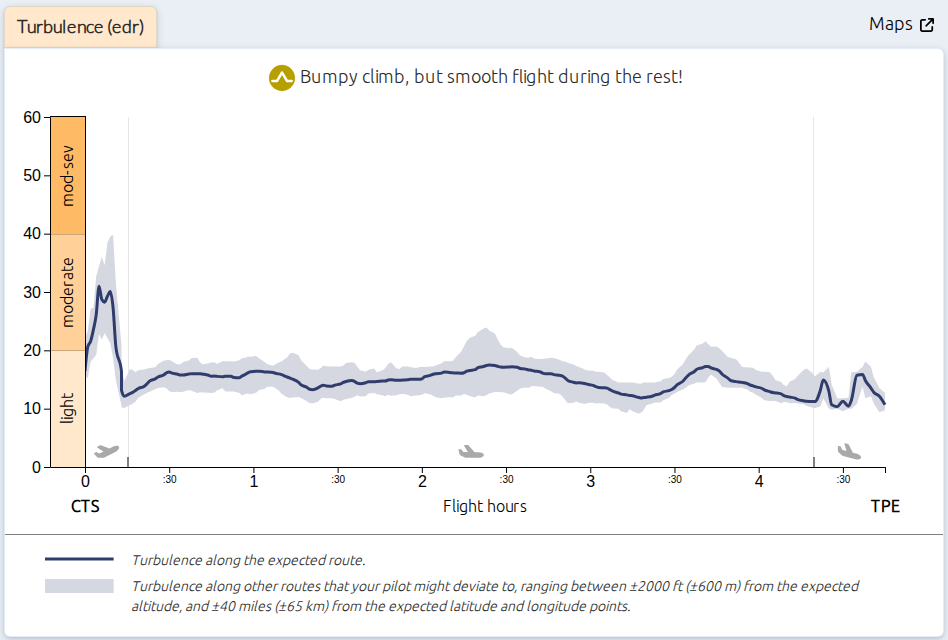 Turbulence (edr)
Maps
Bumpy climb, but smooth flight during the rest!
60
50
40
30
20
10
0
mod-sev
moderate
light
0 :30 1 :30 2 :30 3 :30 4 :30
CTS Flight hours TPE
Turbulence along the expected route.
Turbulence along other routes that your pilot might deviate to, ranging between ±2000 ft (±600 m) from the expected
altitude, and ±40 miles (±65 km) from the expected latitude and longitude points.